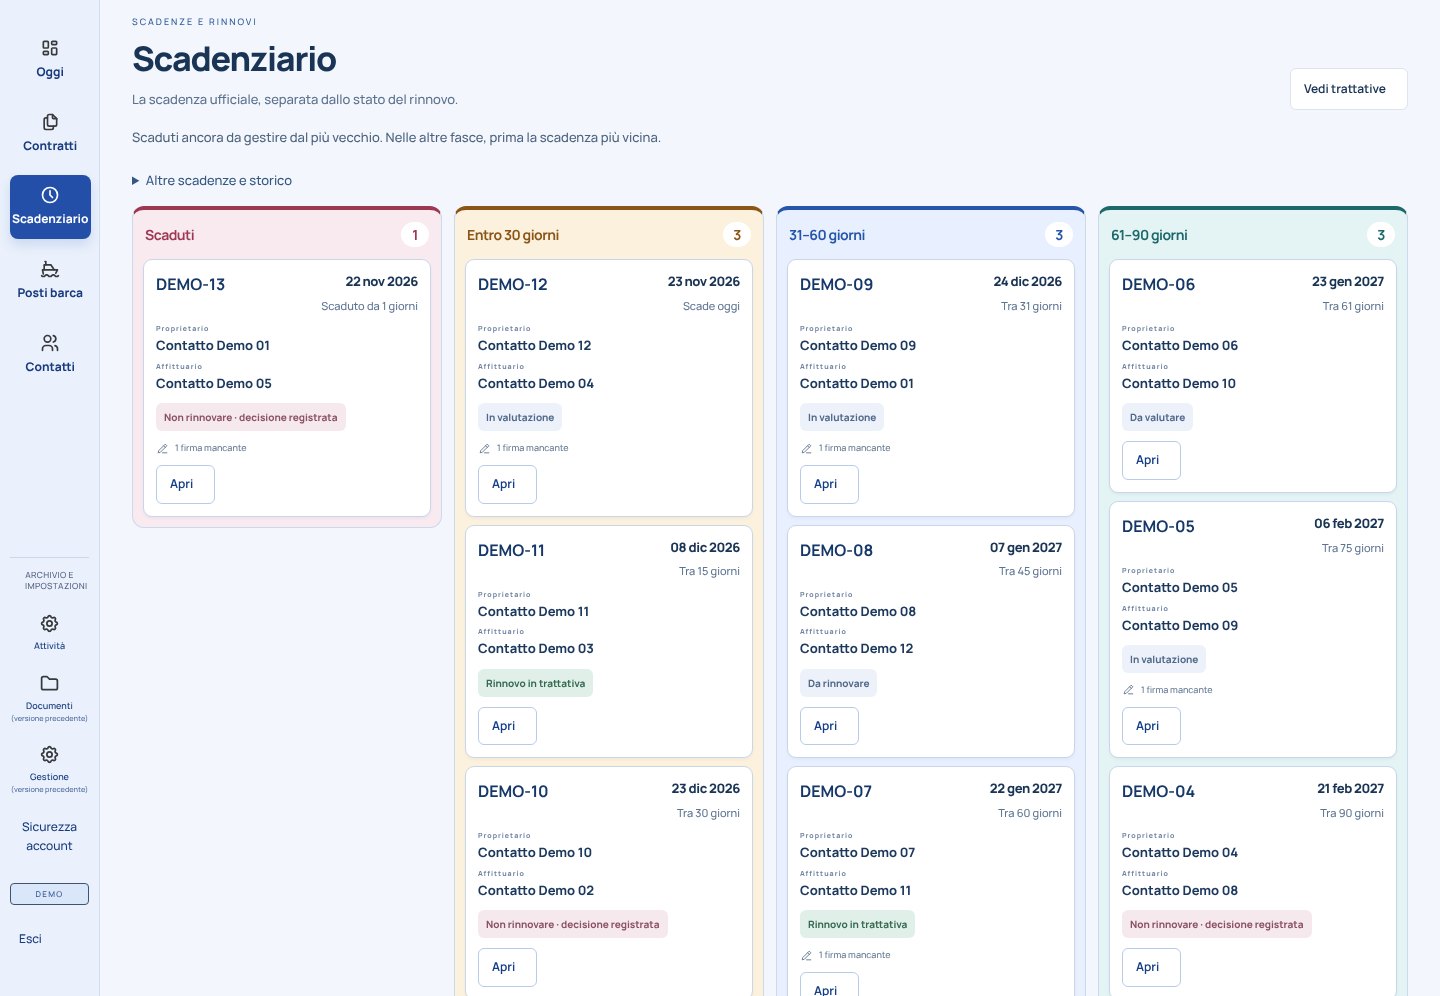 Oggi
Contratti
Scadenziario
Posti barca
Contatti
ARCHIVIO E
IMPOSTAZIONI
Attività
Documenti
(versione precedente)
Gestione
(versione precedente)
Sicurezza
account
DEMO
Esci
SCADENZE E RINNOVI
Scadenziario
La scadenza ufficiale, separata dallo stato del rinnovo.
Scaduti ancora da gestire dal più vecchio. Nelle altre fasce, prima la scadenza più vicina.
Vedi trattative
Altre scadenze e storico
Scaduti 1
DEMO-13 22 nov 2026
Scaduto da 1 giorni
Proprietario
Contatto Demo 01
Affittuario
Contatto Demo 05
Non rinnovare · decisione registrata
1 firma mancante
Apri
Entro 30 giorni 3
DEMO-12 23 nov 2026
Scade oggi
Proprietario
Contatto Demo 12
Affittuario
Contatto Demo 04
In valutazione
1 firma mancante
Apri
DEMO-11 08 dic 2026
Tra 15 giorni
Proprietario
Contatto Demo 11
Affittuario
Contatto Demo 03
Rinnovo in trattativa
Apri
DEMO-10 23 dic 2026
Tra 30 giorni
Proprietario
Contatto Demo 10
Affittuario
Contatto Demo 02
Non rinnovare · decisione registrata
Apri
31–60 giorni 3
DEMO-09 24 dic 2026
Tra 31 giorni
Proprietario
Contatto Demo 09
Affittuario
Contatto Demo 01
In valutazione
1 firma mancante
Apri
DEMO-08 07 gen 2027
Tra 45 giorni
Proprietario
Contatto Demo 08
Affittuario
Contatto Demo 12
Da rinnovare
Apri
DEMO-07 22 gen 2027
Tra 60 giorni
Proprietario
Contatto Demo 07
Affittuario
Contatto Demo 11
Rinnovo in trattativa
1 firma mancante
Apri
61–90 giorni 3
DEMO-06 23 gen 2027
Tra 61 giorni
Proprietario
Contatto Demo 06
Affittuario
Contatto Demo 10
Da valutare
Apri
DEMO-05 06 feb 2027
Tra 75 giorni
Proprietario
Contatto Demo 05
Affittuario
Contatto Demo 09
In valutazione
1 firma mancante
Apri
DEMO-04 21 feb 2027
Tra 90 giorni
Proprietario
Contatto Demo 04
Affittuario
Contatto Demo 08
Non rinnovare · decisione registrata
Apri